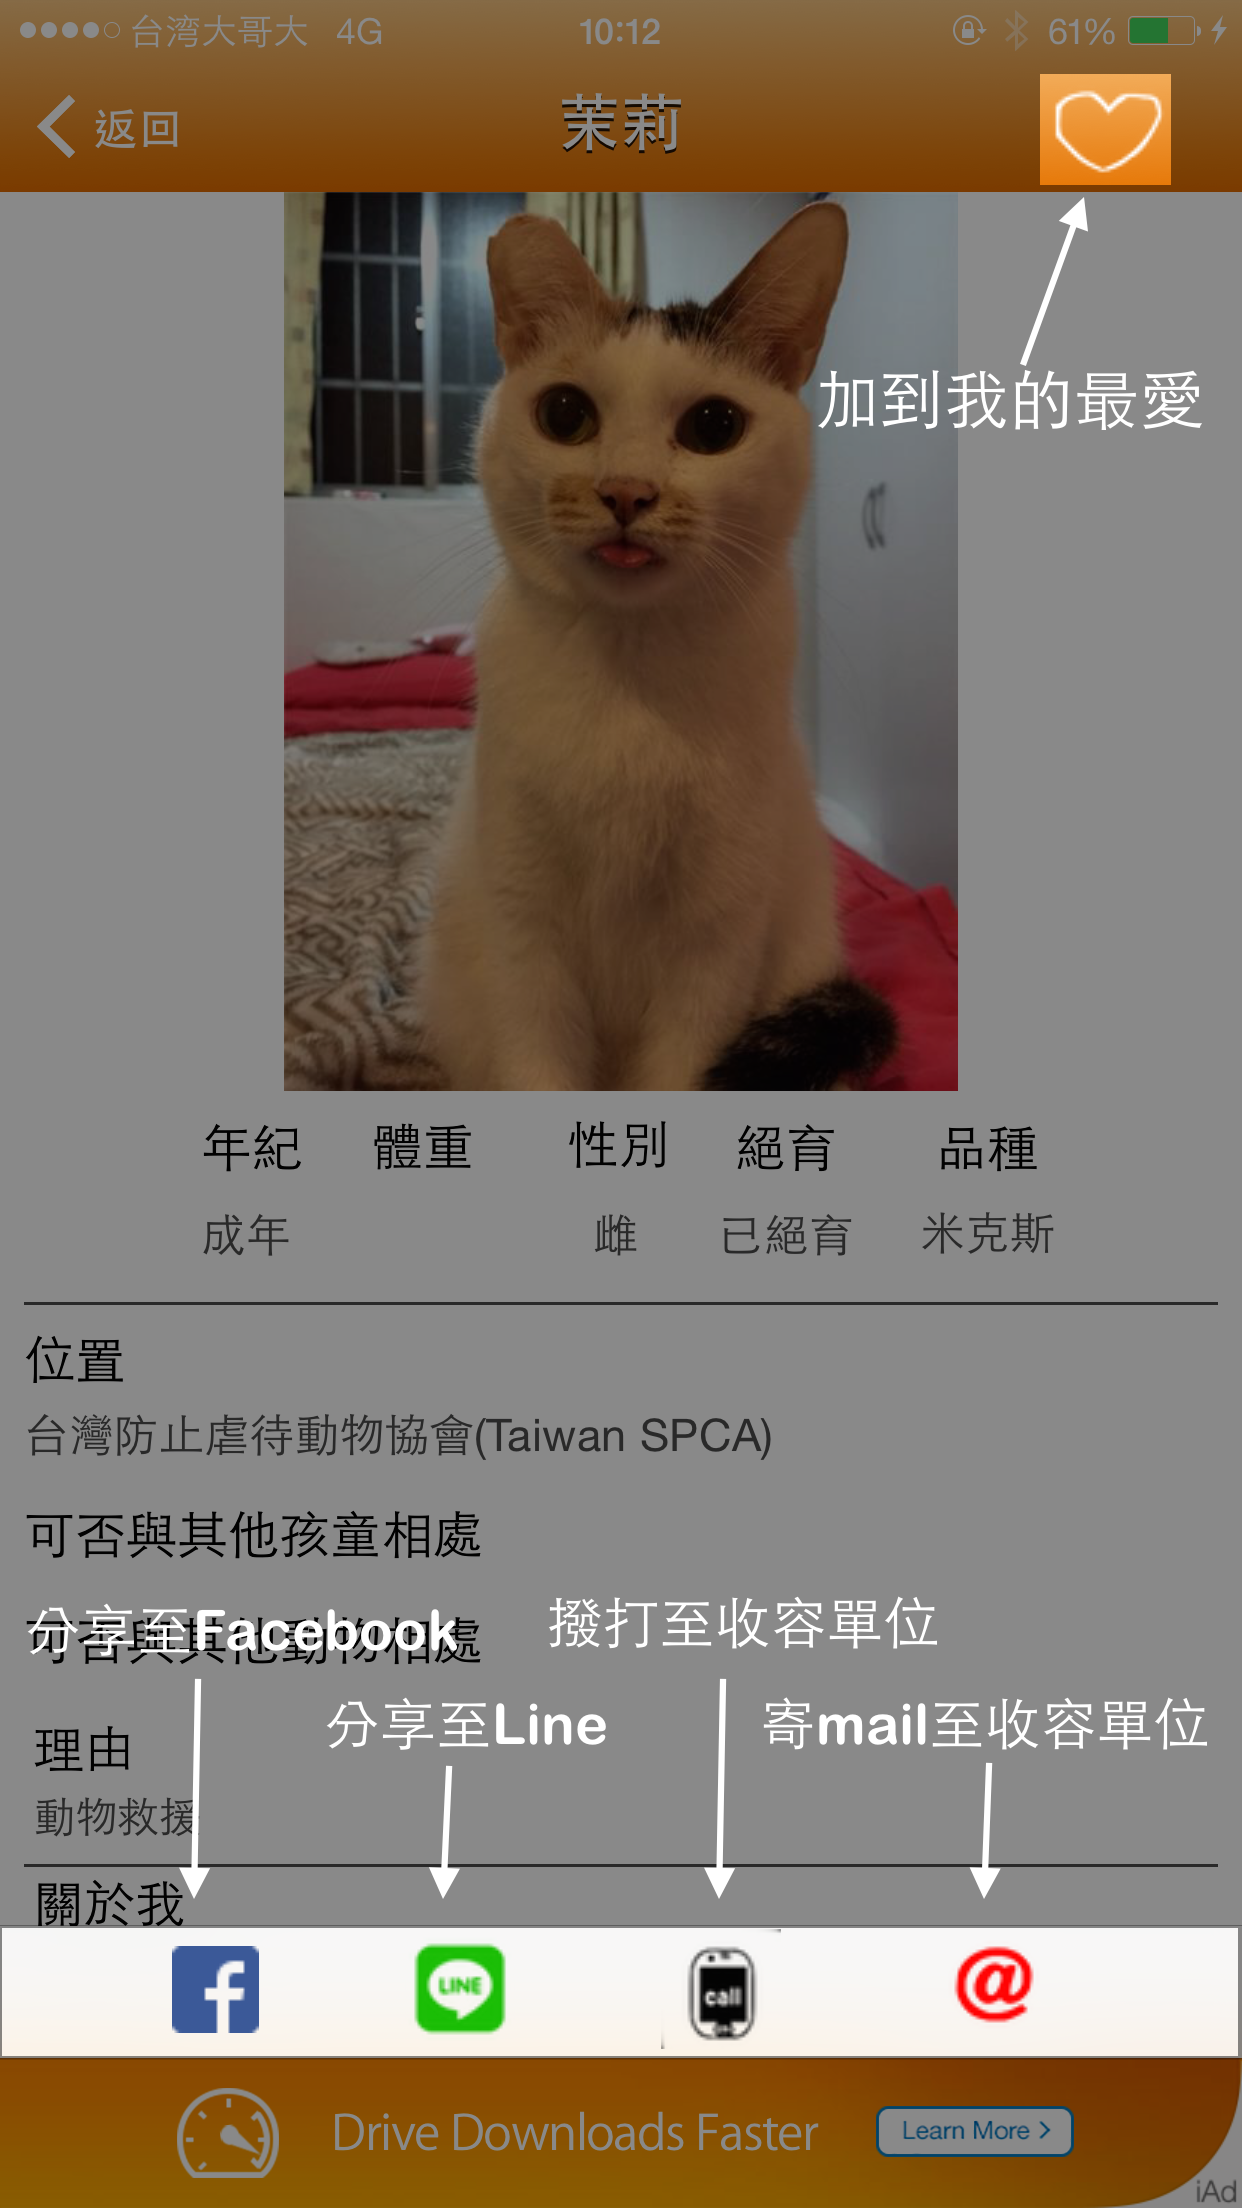 台湾大哥大 4G 10:12 61%
返回 茉莉
加到我的最愛
年紀 體重 性別 絕育 品種
成年 雌 已絕育 米克斯
位置
台灣防止虐待動物協會(Taiwan SPCA)
可否與其他孩童相處
分享至Facebook 撥打至收容單位
可否與其他動物相處
分享至Line 寄mail至收容單位
理由
動物救援
關於我
LINE call @
Drive Downloads Faster Learn More >
iAd